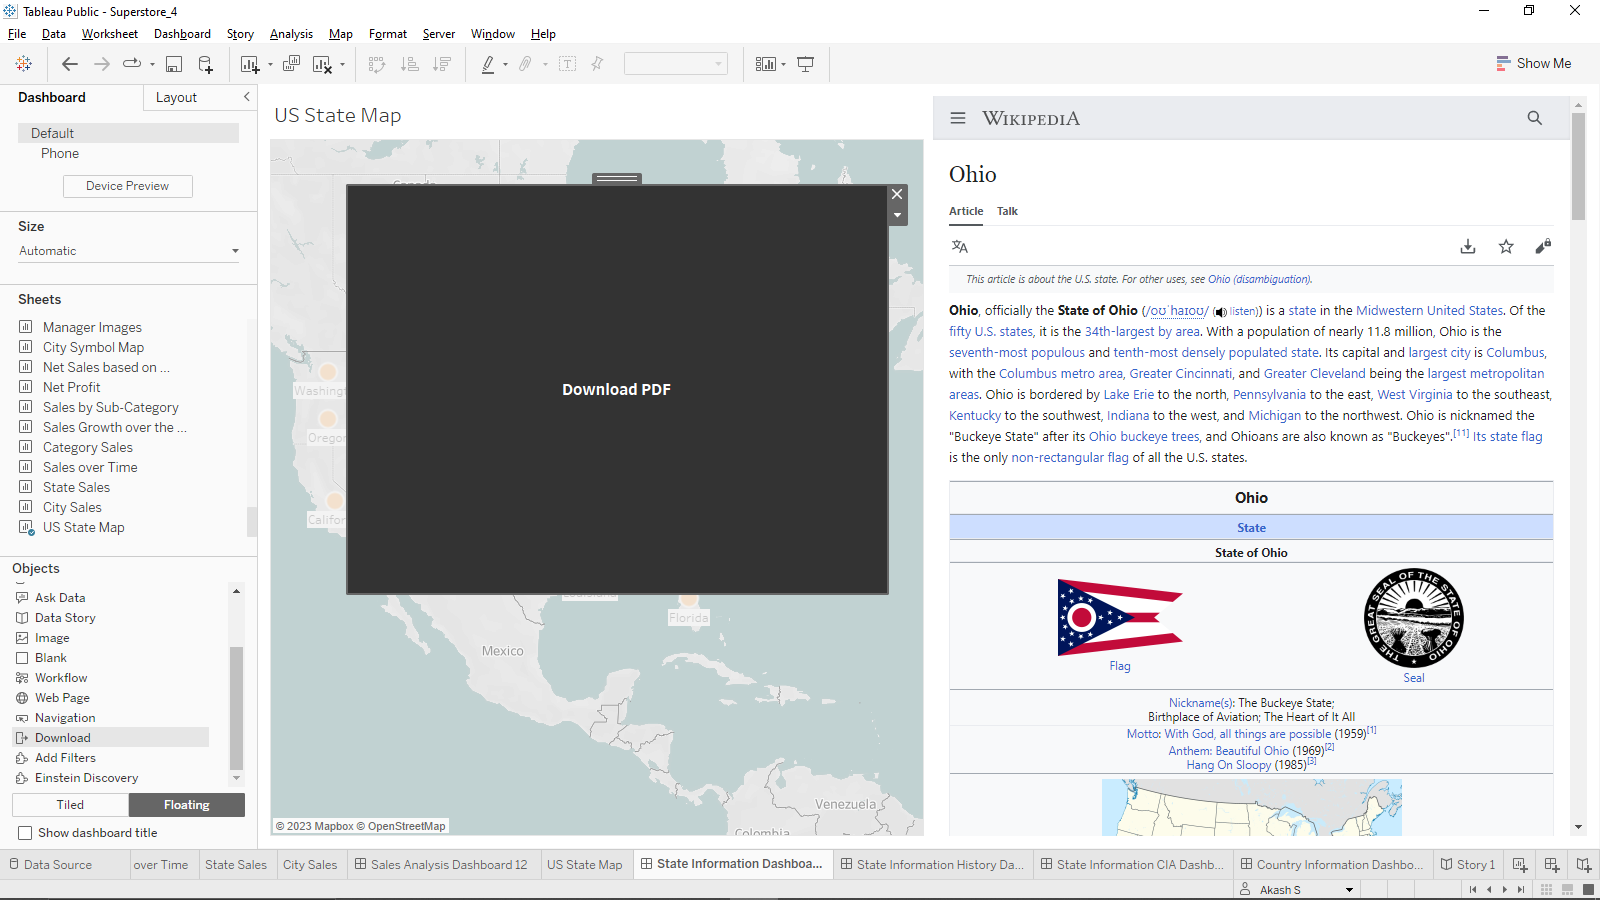 Tableau Public - Superstore_4
File Data Worksheet Dashboard Story Analysis Map Format Server Window Help
Show Me
Dashboard
Layout
Default
Phone
Device Preview
Size
Automatic
Sheets
Manager Images
City Symbol Map
Net Sales based on ...
Net Profit
Sales by Sub-Category
Sales Growth over the ...
Category Sales
Sales over Time
State Sales
City Sales
US State Map
Objects
Ask Data
Data Story
Image
Blank
Workflow
Web Page
Navigation
Download
Add Filters
Einstein Discovery
Tiled
Floating
Show dashboard title
US State Map
Canada
Washingt
Oregon
Califor
Download PDF
Louisiana
Florida
Mexico
Venezuela
Colombia
© 2023 Mapbox © OpenStreetMap
WIKIPEDIA
Ohio
Article Talk
This article is about the U.S. state. For other uses, see Ohio (disambiguation).
Ohio, officially the State of Ohio (/oʊˈhaɪoʊ/ (listen)) is a state in the Midwestern United States. Of the
fifty U.S. states, it is the 34th-largest by area. With a population of nearly 11.8 million, Ohio is the
seventh-most populous and tenth-most densely populated state. Its capital and largest city is Columbus,
with the Columbus metro area, Greater Cincinnati, and Greater Cleveland being the largest metropolitan
areas. Ohio is bordered by Lake Erie to the north, Pennsylvania to the east, West Virginia to the southeast,
Kentucky to the southwest, Indiana to the west, and Michigan to the northwest. Ohio is nicknamed the
"Buckeye State" after its Ohio buckeye trees, and Ohioans are also known as "Buckeyes".[11] Its state flag
is the only non-rectangular flag of all the U.S. states.
Ohio
State
State of Ohio
THE GREAT SEAL OF THE STATE OF OHIO
Flag
Seal
Nickname(s): The Buckeye State;
Birthplace of Aviation; The Heart of It All
Motto: With God, all things are possible (1959)[1]
Anthem: Beautiful Ohio (1969)[2]
Hang On Sloopy (1985)[3]
Data Source
over Time
State Sales
City Sales
Sales Analysis Dashboard 12
US State Map
State Information Dashboa...
State Information History Da...
State Information CIA Dashb...
Country Information Dashbo...
Story 1
Akash S